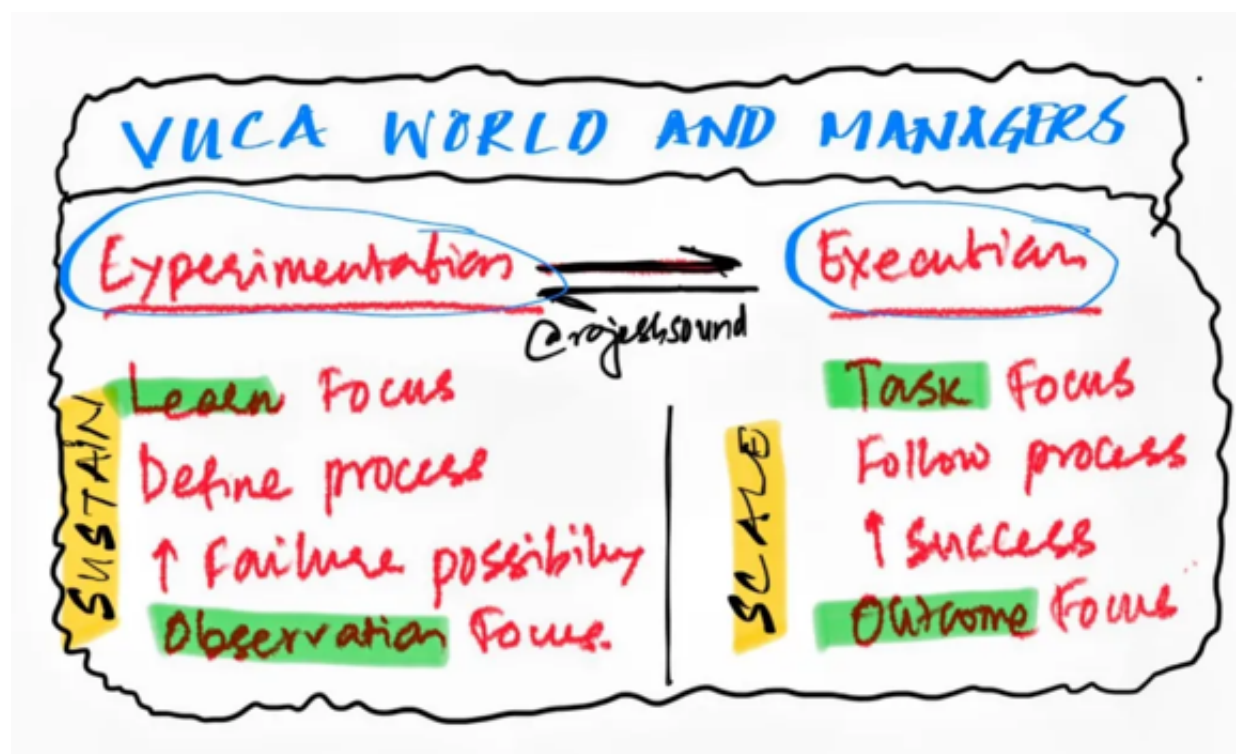 VUCA WORLD AND MANAGERS
Experimentation
Execution
@rajeshsound
SUSTAIN
Learn Focus
Define process
↑ Failure possibility
Observation Focus.
SCALE
Task Focus
Follow process
↑ Success
Outcome Focus